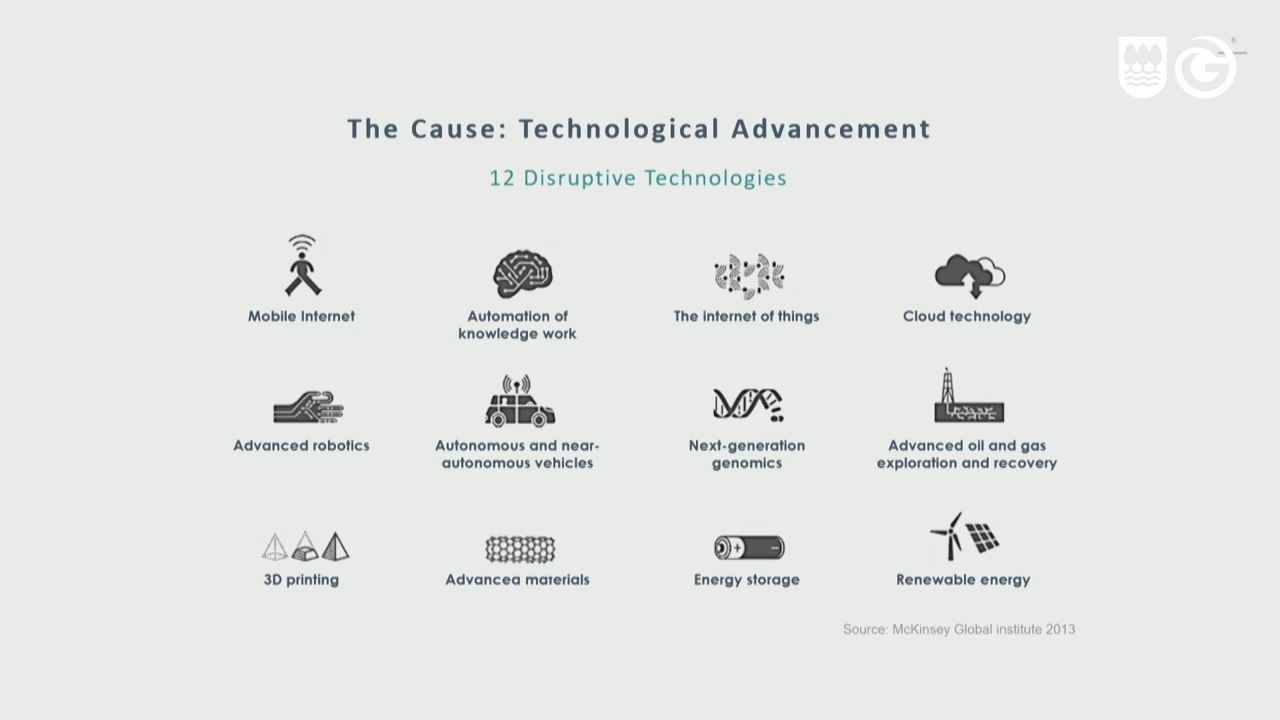 6
The Cause: Technological Advancement
12 Disruptive Technologies
Mobile Internet
Automation of
knowledge work
The internet of things
Cloud technology
Advanced robotics
Autonomous and near-
autonomous vehicles
Next-generation
genomics
Advanced oil and gas
exploration and recovery
3D printing
Advanced materials
Energy storage
Renewable energy
Source: McKinsey Global institute 2013